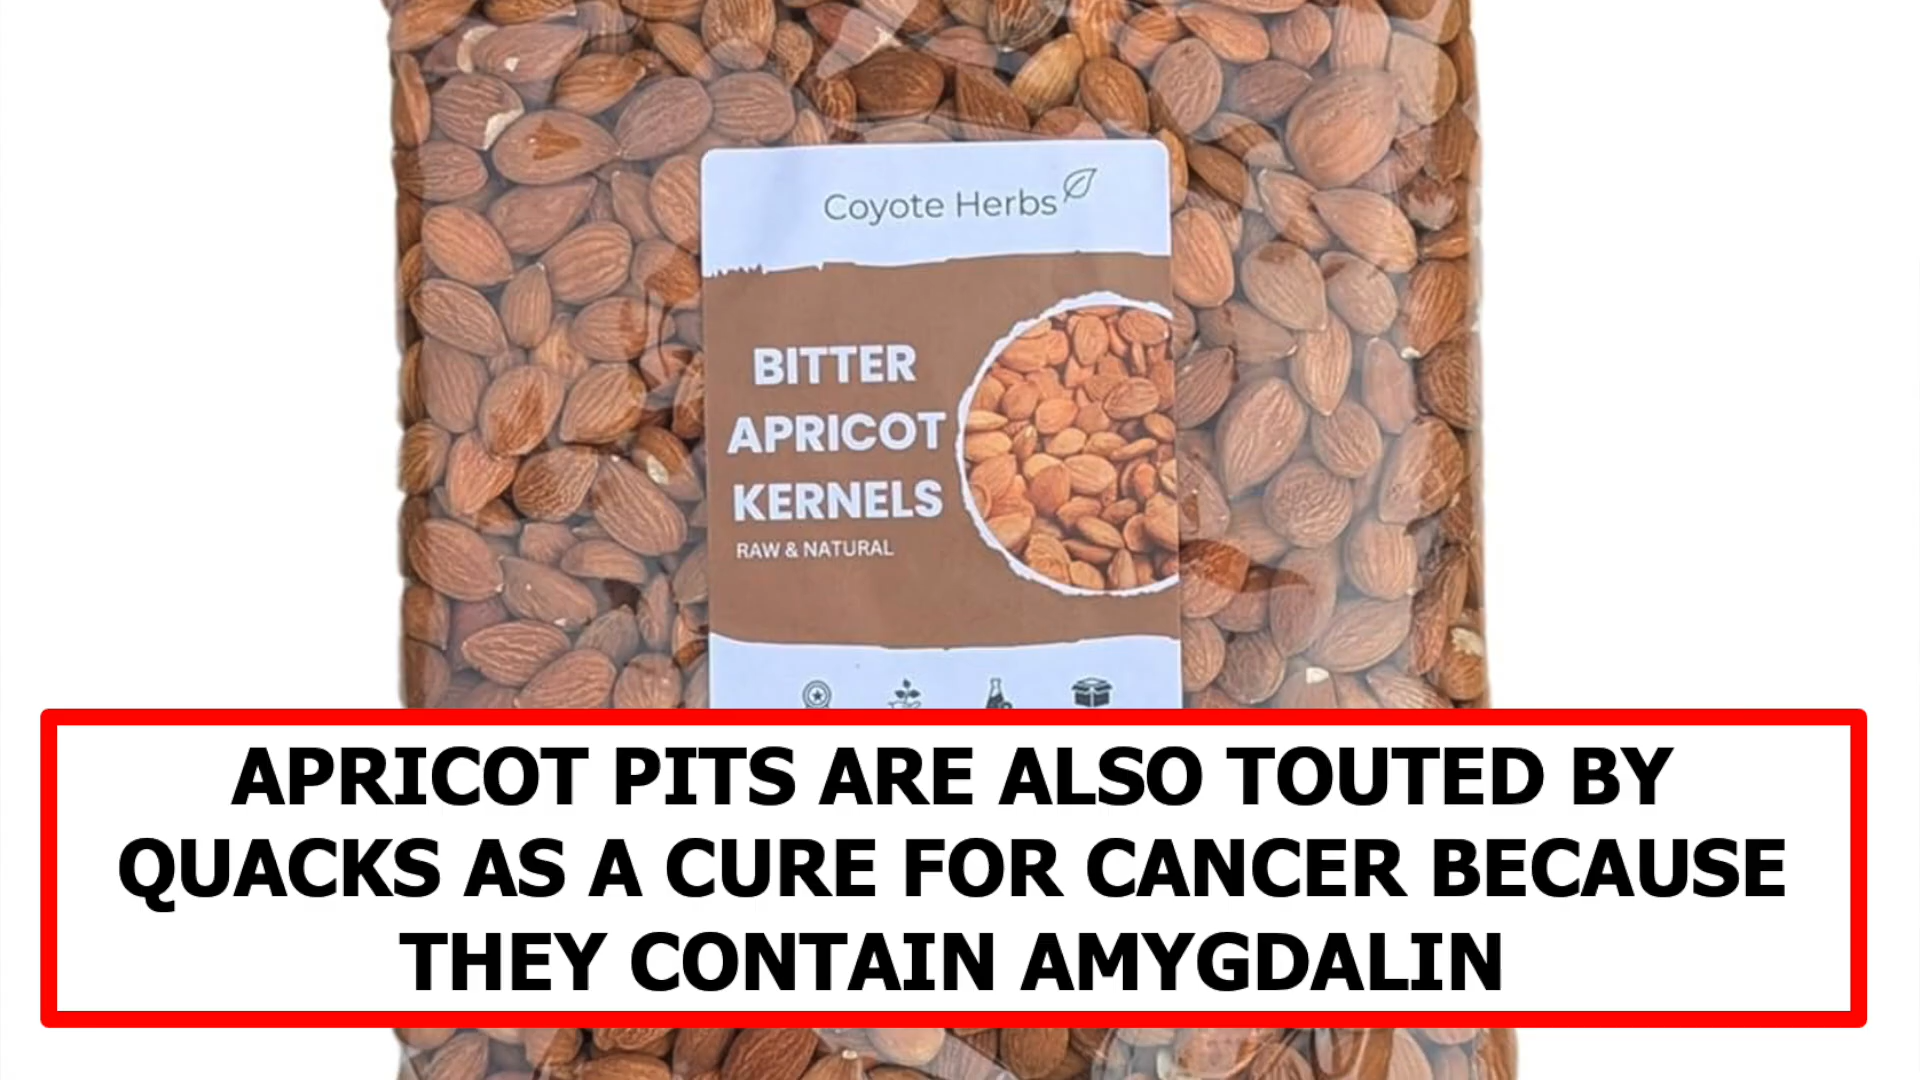 Coyote Herbs
BITTER
APRICOT
KERNELS
RAW & NATURAL
APRICOT PITS ARE ALSO TOUTED BY
QUACKS AS A CURE FOR CANCER BECAUSE
THEY CONTAIN AMYGDALIN